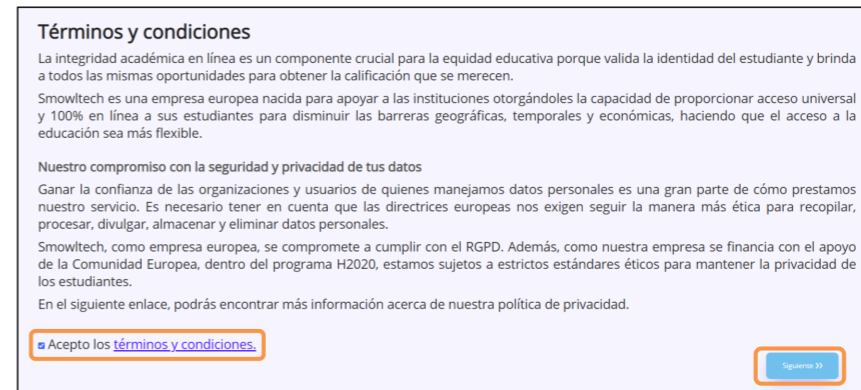 Términos y condiciones
La integridad académica en línea es un componente crucial para la equidad educativa porque valida la identidad del estudiante y brinda
a todos las mismas oportunidades para obtener la calificación que se merecen.
Smowltech es una empresa europea nacida para apoyar a las instituciones otorgándoles la capacidad de proporcionar acceso universal
y 100% en línea a sus estudiantes para disminuir las barreras geográficas, temporales y económicas, haciendo que el acceso a la
educación sea más flexible.
Nuestro compromiso con la seguridad y privacidad de tus datos
Ganar la confianza de las organizaciones y usuarios de quienes manejamos datos personales es una gran parte de cómo prestamos
nuestro servicio. Es necesario tener en cuenta que las directrices europeas nos exigen seguir la manera más ética para recopilar,
procesar, divulgar, almacenar y eliminar datos personales.
Smowltech, como empresa europea, se compromete a cumplir con el RGPD. Además, como nuestra empresa se financia con el apoyo
de la Comunidad Europea, dentro del programa H2020, estamos sujetos a estrictos estándares éticos para mantener la privacidad de
los estudiantes.
En el siguiente enlace, podrás encontrar más información acerca de nuestra política de privacidad.
Acepto los términos y condiciones.
Siguiente »